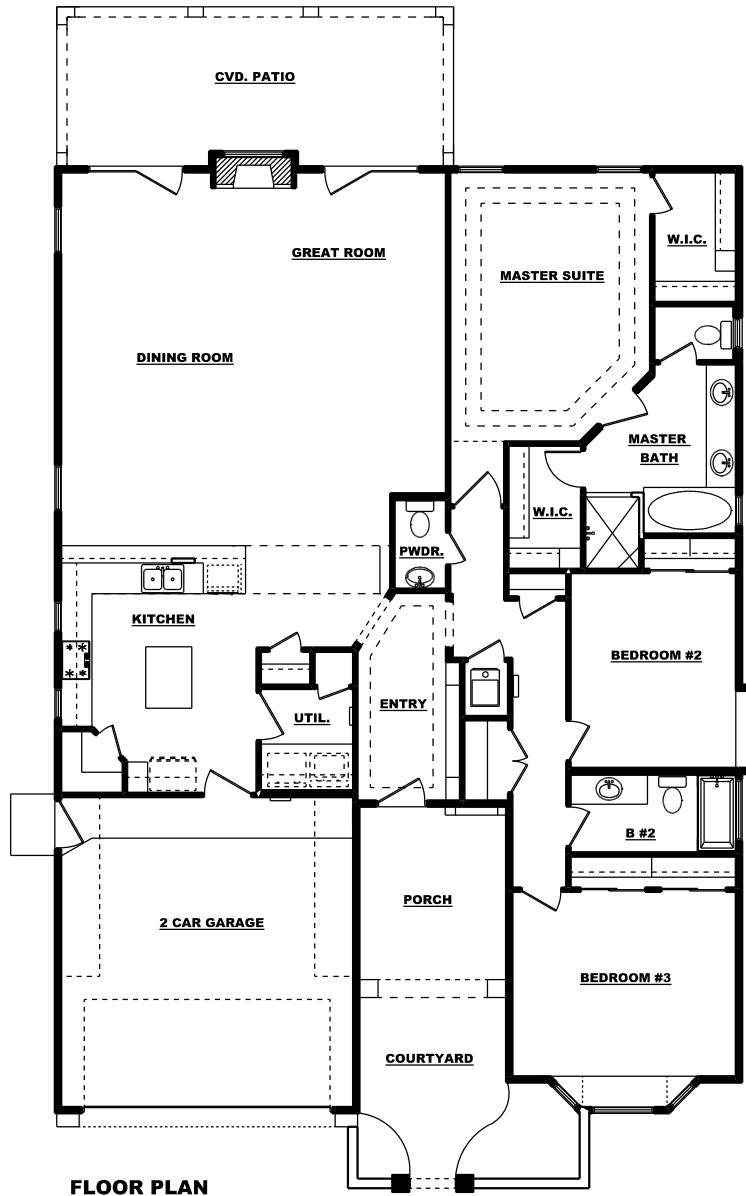 CVD. PATIO
GREAT ROOM
W.I.C.
MASTER SUITE
DINING ROOM
MASTER
BATH
W.I.C.
PWDR.
KITCHEN
BEDROOM #2
ENTRY
UTIL.
B #2
PORCH
2 CAR GARAGE
BEDROOM #3
COURTYARD
FLOOR PLAN